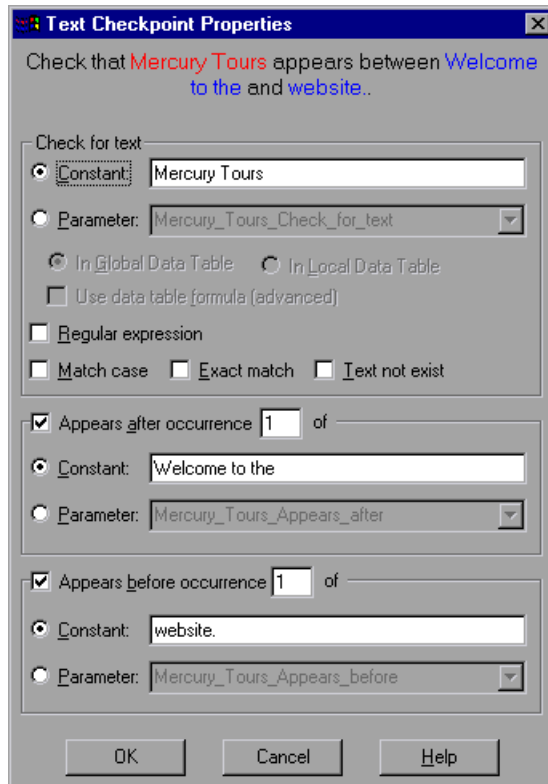 Text Checkpoint Properties
Check that Mercury Tours appears between Welcome
to the and website..
Check for text
Constant: Mercury Tours
Parameter: Mercury_Tours_Check_for_text
In Global Data Table In Local Data Table
Use data table formula (advanced)
Regular expression
Match case Exact match Text not exist
Appears after occurrence 1 of
Constant: Welcome to the
Parameter: Mercury_Tours_Appears_after
Appears before occurrence 1 of
Constant: website.
Parameter: Mercury_Tours_Appears_before
OK Cancel Help